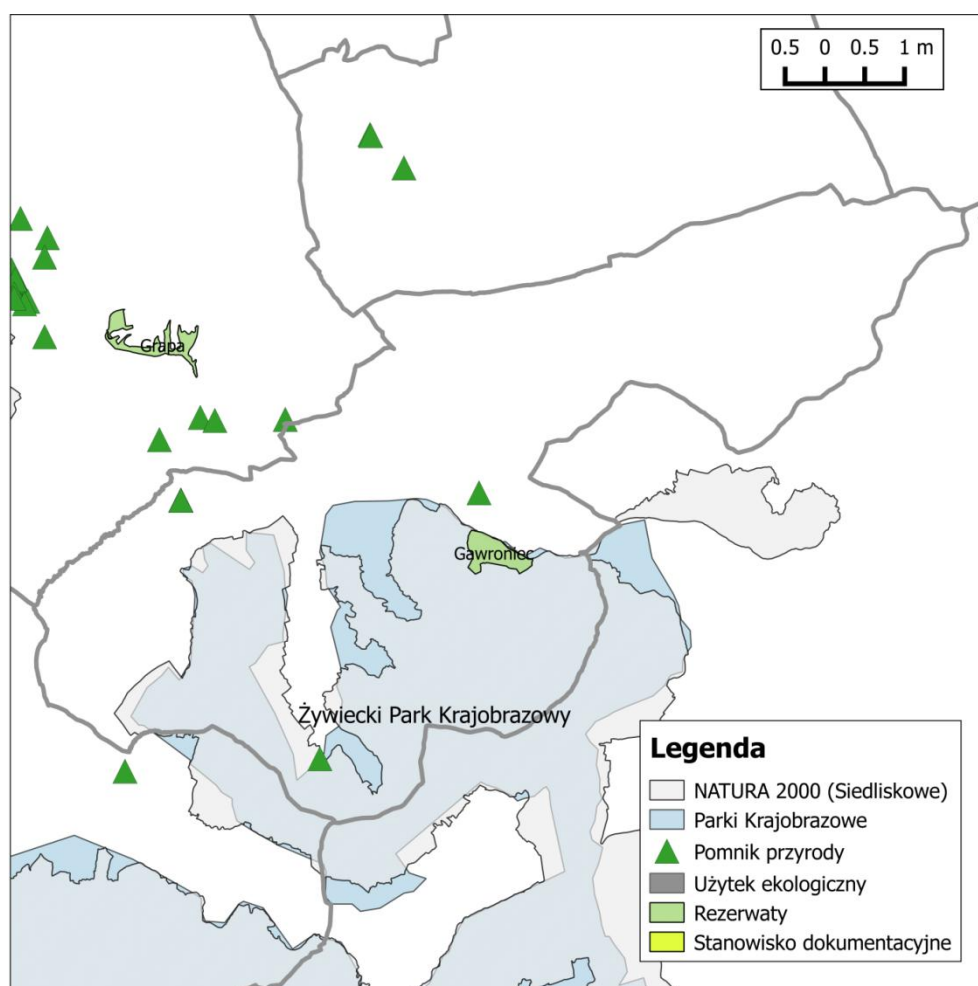 0.5 0 0.5 1 m
Grapa
Gawroniec
Żywiecki Park Krajobrazowy
Legenda
NATURA 2000 (Siedliskowe)
Parki Krajobrazowe
Pomnik przyrody
Użytek ekologiczny
Rezerwaty
Stanowisko dokumentacyjne